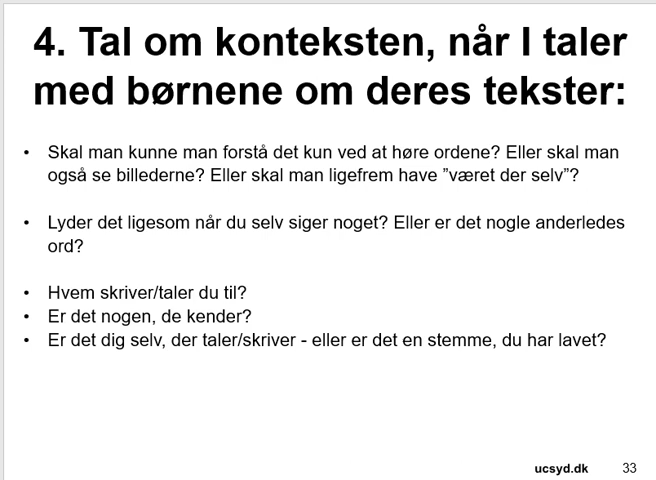 4. Tal om konteksten, når I taler
med børnene om deres tekster:
• Skal man kunne man forstå det kun ved at høre ordene? Eller skal man
også se billederne? Eller skal man ligefrem have ”været der selv”?
• Lyder det ligesom når du selv siger noget? Eller er det nogle anderledes
ord?
• Hvem skriver/taler du til?
• Er det nogen, de kender?
• Er det dig selv, der taler/skriver - eller er det en stemme, du har lavet?
ucsyd.dk 33